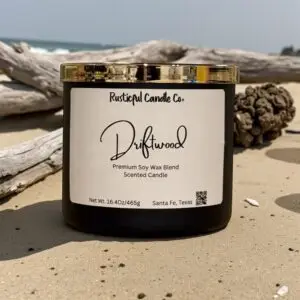 Rusticful Candle Co.
Driftwood
Premium Soy Wax Blend
Scented Candle
Net Wt. 16.4Oz/465g Santa Fe, Texas